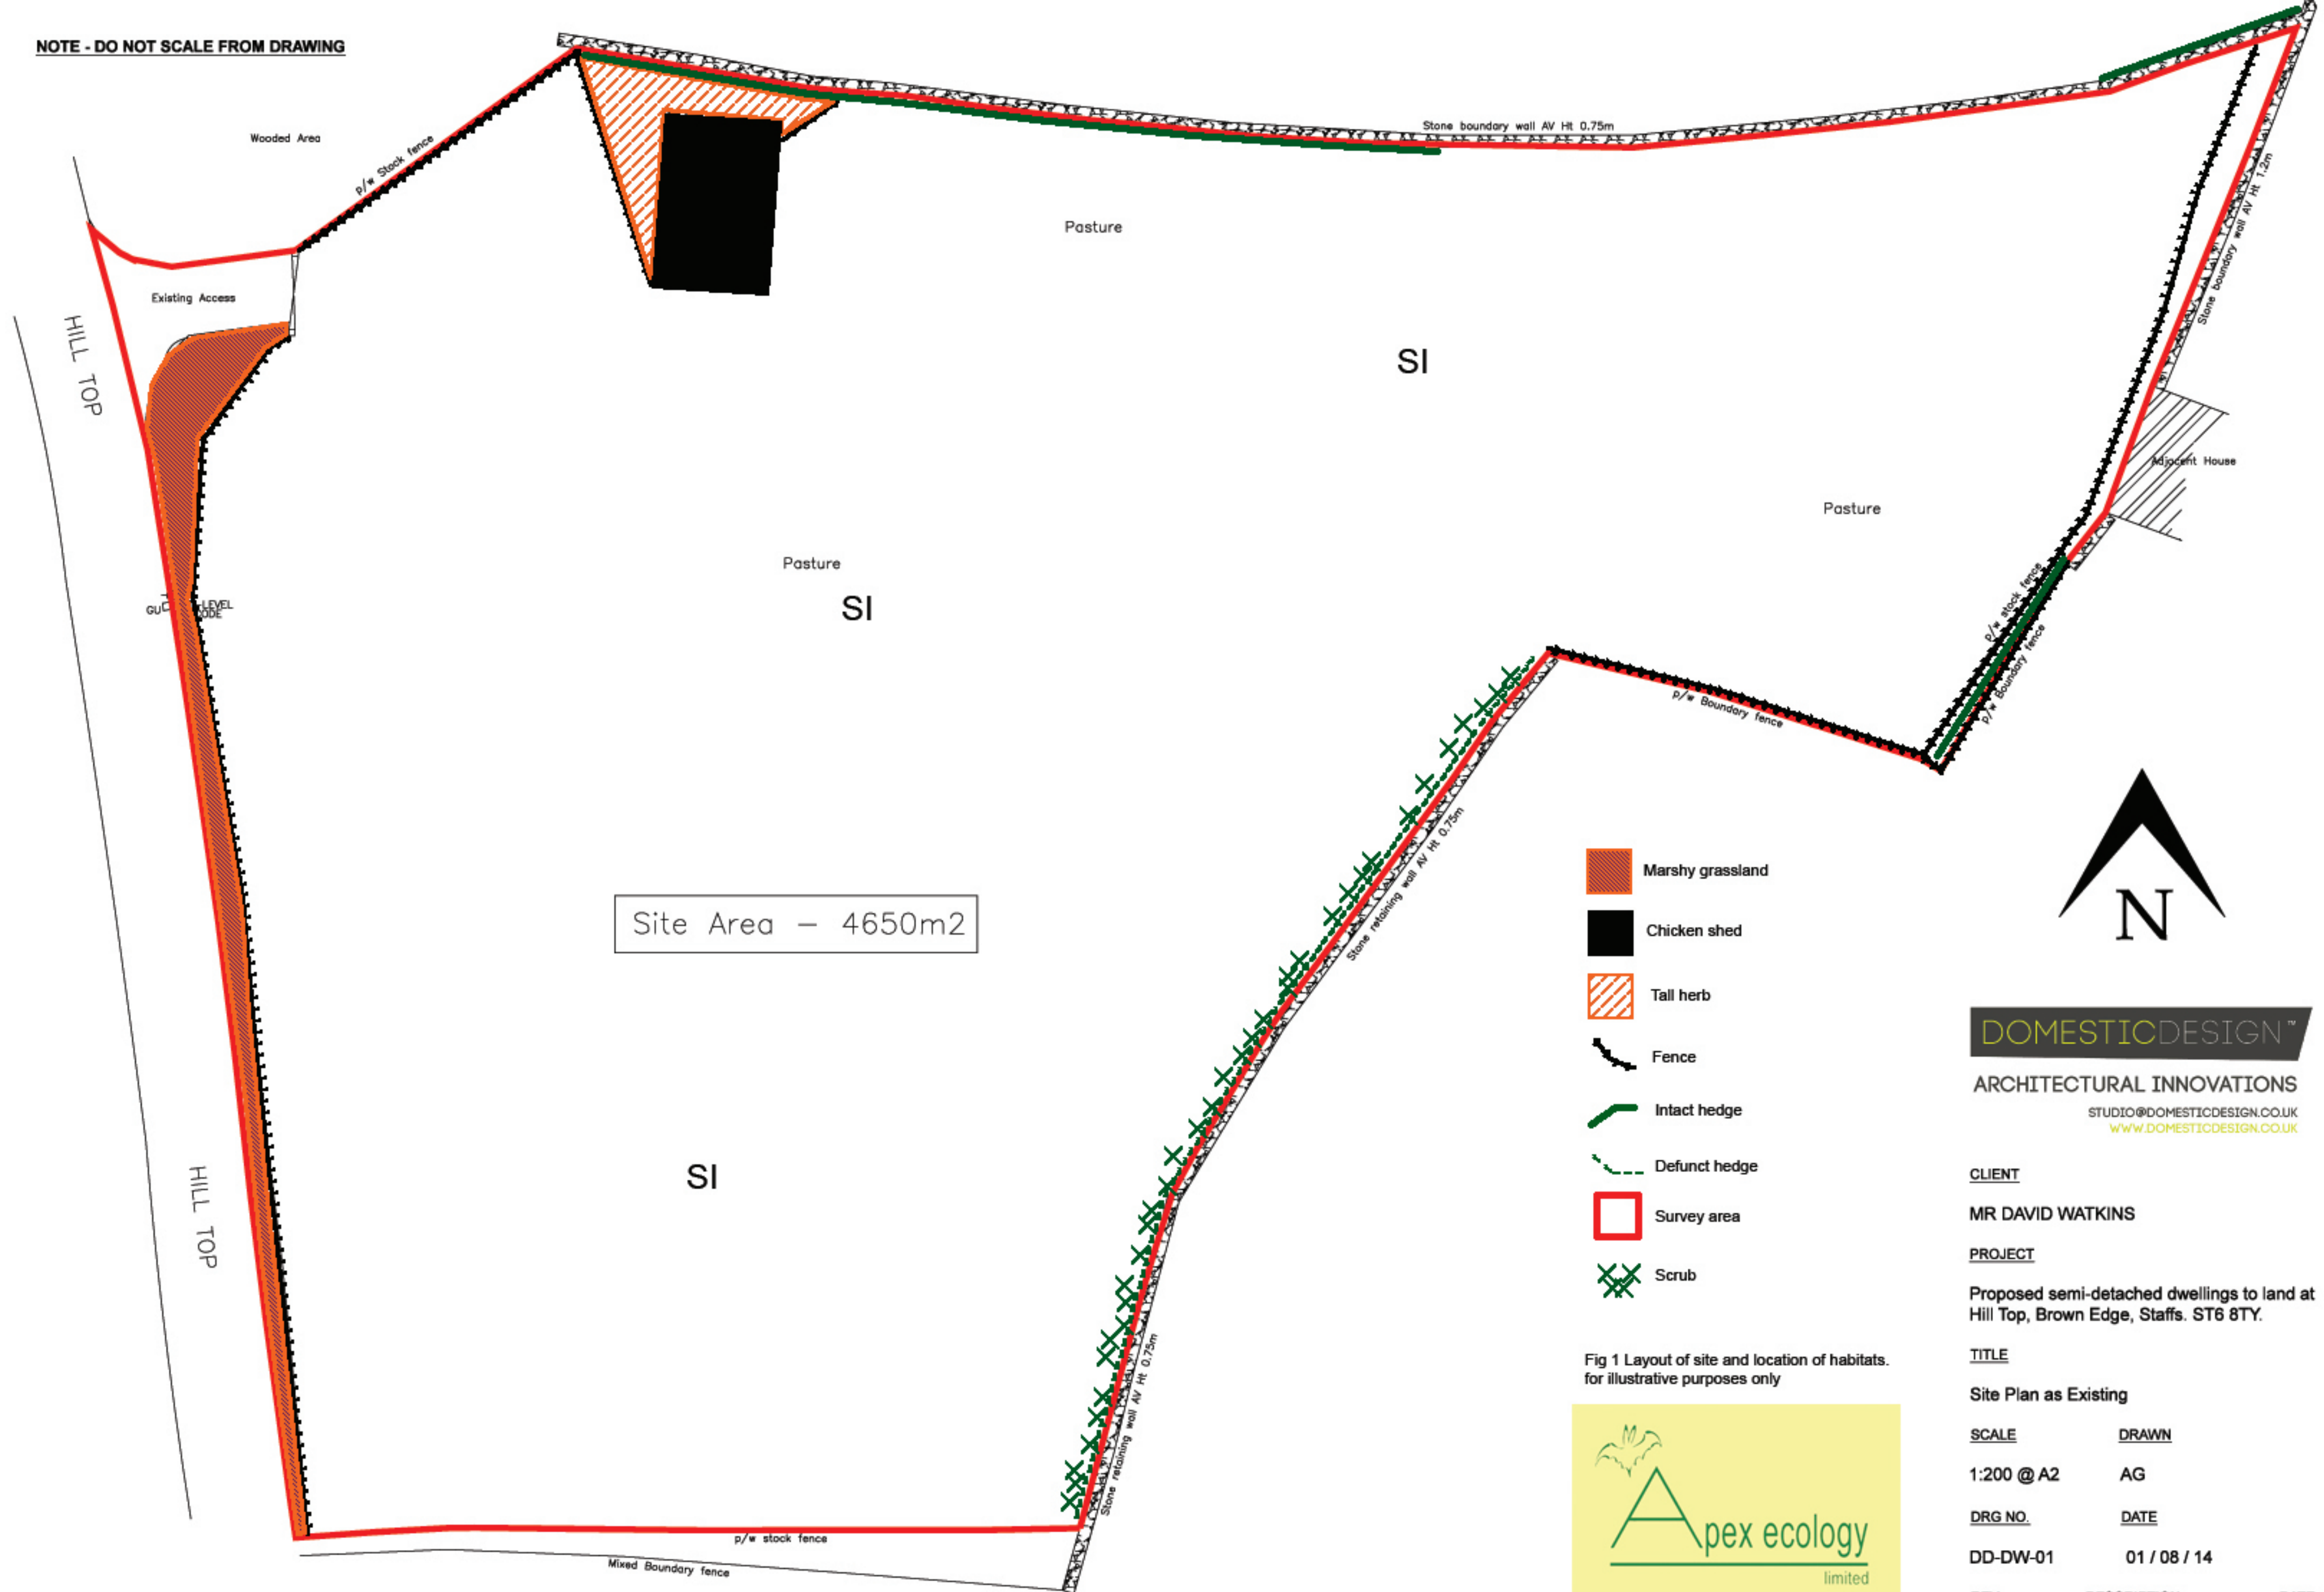 NOTE - DO NOT SCALE FROM DRAWING
Wooded Area
p/w Stock fence
Stone boundary wall AV Ht 0.75m
Stone boundary wall AV Ht 1.2m
Pasture
Existing Access
HILL TOP
SI
Adjacent House
Pasture
Pasture
SI
LEVEL
p/w stock fence
p/w Boundary fence
p/w Boundary fence
Stone retaining wall AV Ht 0.75m
Site Area - 4650m2
HILL TOP
SI
Stone retaining wall AV Ht 0.75m
p/w stock fence
Mixed Boundary fence
Marshy grassland
Chicken shed
Tall herb
Fence
Intact hedge
Defunct hedge
Survey area
Scrub
Fig 1 Layout of site and location of habitats.
for illustrative purposes only
Apex ecology
limited
N
DOMESTICDESIGN™
ARCHITECTURAL INNOVATIONS
STUDIO@DOMESTICDESIGN.CO.UK
WWW.DOMESTICDESIGN.CO.UK
CLIENT
MR DAVID WATKINS
PROJECT
Proposed semi-detached dwellings to land at
Hill Top, Brown Edge, Staffs. ST6 8TY.
TITLE
Site Plan as Existing
SCALE DRAWN
1:200 @ A2 AG
DRG NO. DATE
DD-DW-01 01 / 08 / 14